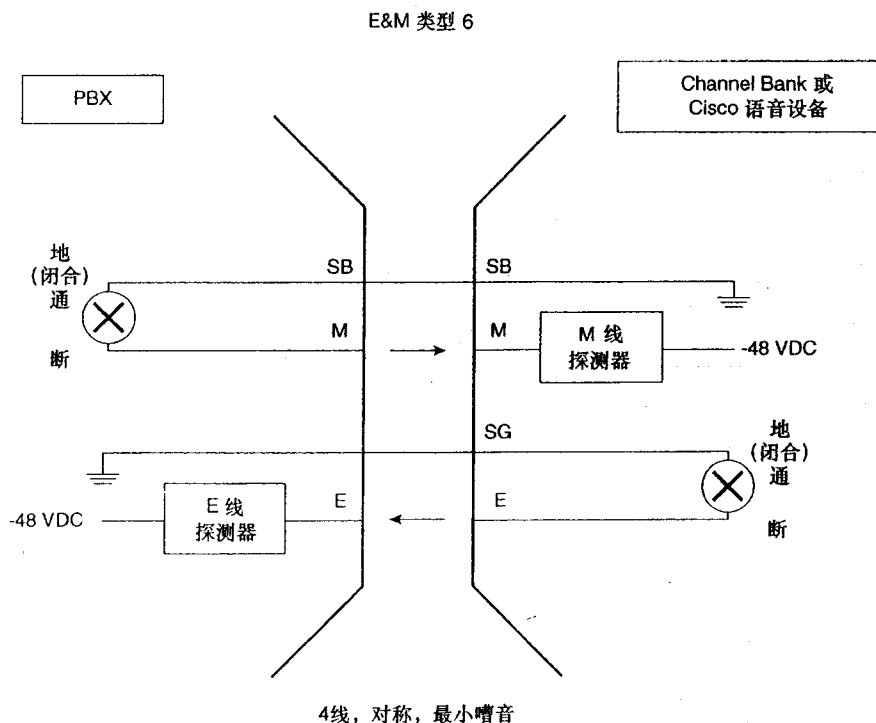 E&M 类型 6
PBX
Channel Bank 或
Cisco 语音设备
地
(闭合)
通
断
SB
SB
M
M
M 线
探测器
-48 VDC
SG
地
(闭合)
通
断
-48 VDC
E 线
探测器
E
E
4线，对称，最小嘈音